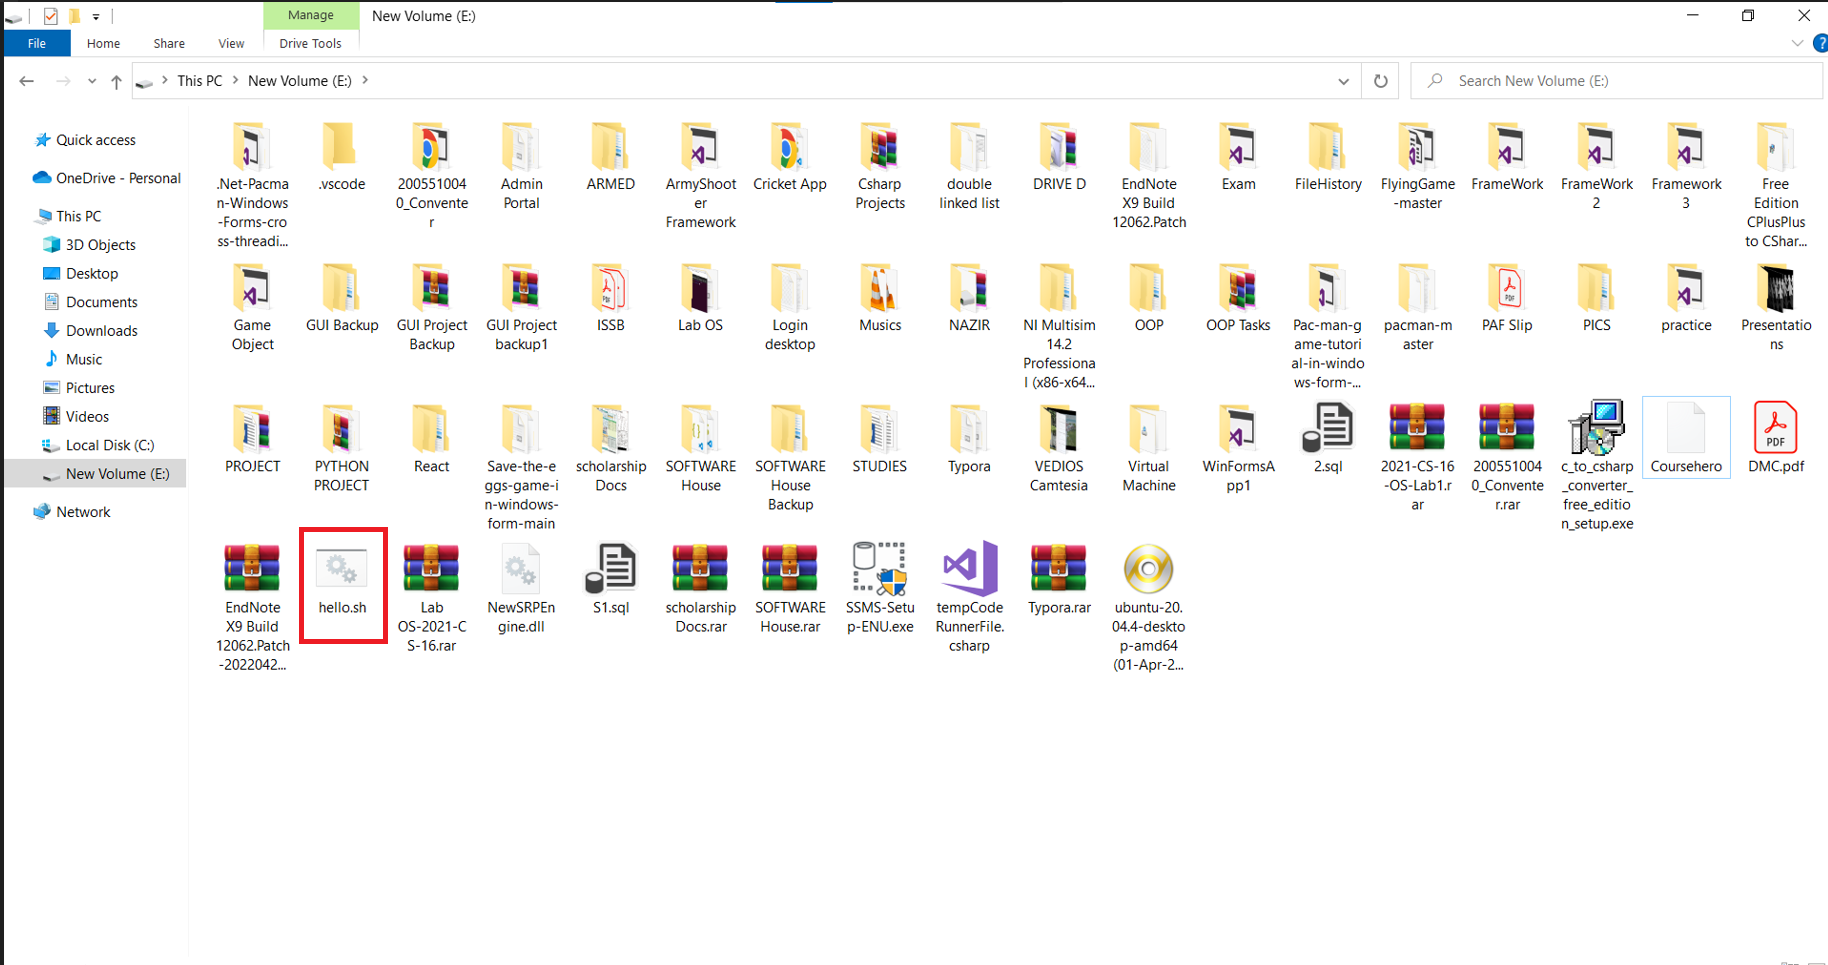 Manage
New Volume (E:)
File
Home
Share
View
Drive Tools
?
This PC
New Volume (E:)
Search New Volume (E:)
Quick access
OneDrive - Personal
This PC
3D Objects
Desktop
Documents
Downloads
Music
Pictures
Videos
Local Disk (C:)
New Volume (E:)
Network
.Net-Pacma
n-Windows
-Forms-cro
ss-threadi...
.vscode
200551004
0_Convente
r
Admin
Portal
ARMED
ArmyShoot
er
Framework
Cricket App
Csharp
Projects
double
linked list
DRIVE D
EndNote
X9 Build
12062.Patch
Exam
FileHistory
FlyingGame
-master
FrameWork
FrameWork
2
Framework
3
Free
Edition
CPlusPlus
to CShar...
Game
Object
GUI Backup
GUI Project
Backup
GUI Project
backup1
PDF
ISSB
Lab OS
Login
desktop
Musics
NAZIR
NI Multisim
14.2
Professiona
l (x86-x64...
OOP
OOP Tasks
Pac-man-g
ame-tutori
al-in-windo
ws-form-...
pacman-m
aster
PDF
PAF Slip
PICS
practice
Presentatio
ns
PROJECT
PYTHON
PROJECT
React
Save-the-e
ggs-game-i
n-windows-
form-main
scholarship
Docs
SOFTWARE
House
SOFTWARE
House
Backup
STUDIES
Typora
VEDIOS
Camtesia
Virtual
Machine
WinFormsA
pp1
2.sql
2021-CS-16
-OS-Lab1.r
ar
200551004
0_Convente
r.rar
c_to_csharp
_converter_
free_editio
n_setup.exe
Coursehero
PDF
DMC.pdf
EndNote
X9 Build
12062.Patch
-2022042...
hello.sh
Lab
OS-2021-C
S-16.rar
NewSRPEn
gine.dll
S1.sql
scholarship
Docs.rar
SOFTWARE
House.rar
SSMS-Setu
p-ENU.exe
tempCode
RunnerFile.
csharp
Typora.rar
ubuntu-20.
04.4-deskto
p-amd64
(01-Apr-2...